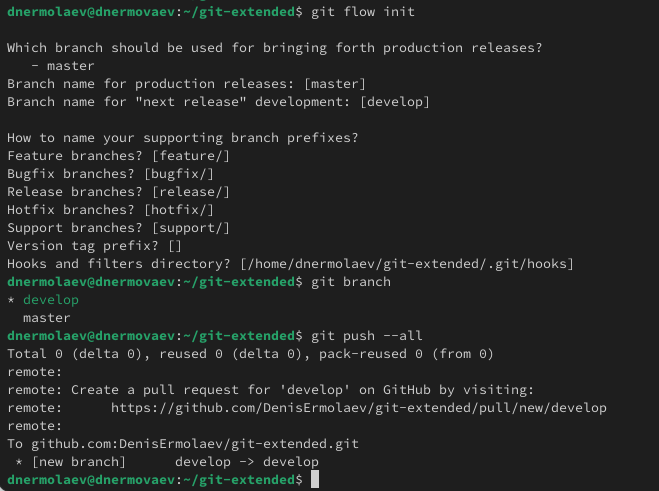 dnermolaev@dnermovaev:~/git-extended$ git flow init

Which branch should be used for bringing forth production releases?
   - master
Branch name for production releases: [master]
Branch name for "next release" development: [develop]

How to name your supporting branch prefixes?
Feature branches? [feature/]
Bugfix branches? [bugfix/]
Release branches? [release/]
Hotfix branches? [hotfix/]
Support branches? [support/]
Version tag prefix? []
Hooks and filters directory? [/home/dnermolaev/git-extended/.git/hooks]
dnermolaev@dnermovaev:~/git-extended$ git branch
* develop
  master
dnermolaev@dnermovaev:~/git-extended$ git push --all
Total 0 (delta 0), reused 0 (delta 0), pack-reused 0 (from 0)
remote:
remote: Create a pull request for 'develop' on GitHub by visiting:
remote:      https://github.com/DenisErmolaev/git-extended/pull/new/develop
remote:
To github.com:DenisErmolaev/git-extended.git
 * [new branch]      develop -> develop
dnermolaev@dnermovaev:~/git-extended$